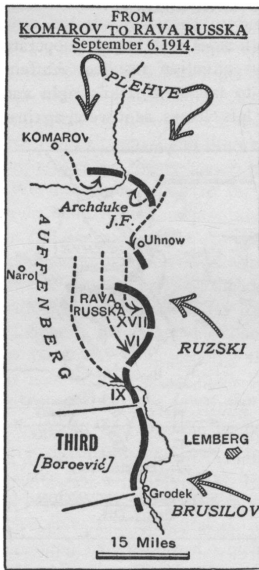 FROM
KOMAROV TO RAVA RUSSKA
September 6, 1914.
PLEHVE
KOMAROV
Archduke
J.F.
Uhnow
AUFFENBERG
Narol
RAVA
RUSSKA
XVII
VI
RUZSKI
IX
THIRD
[Boroević]
LEMBERG
Grodek
BRUSILOV
15 Miles